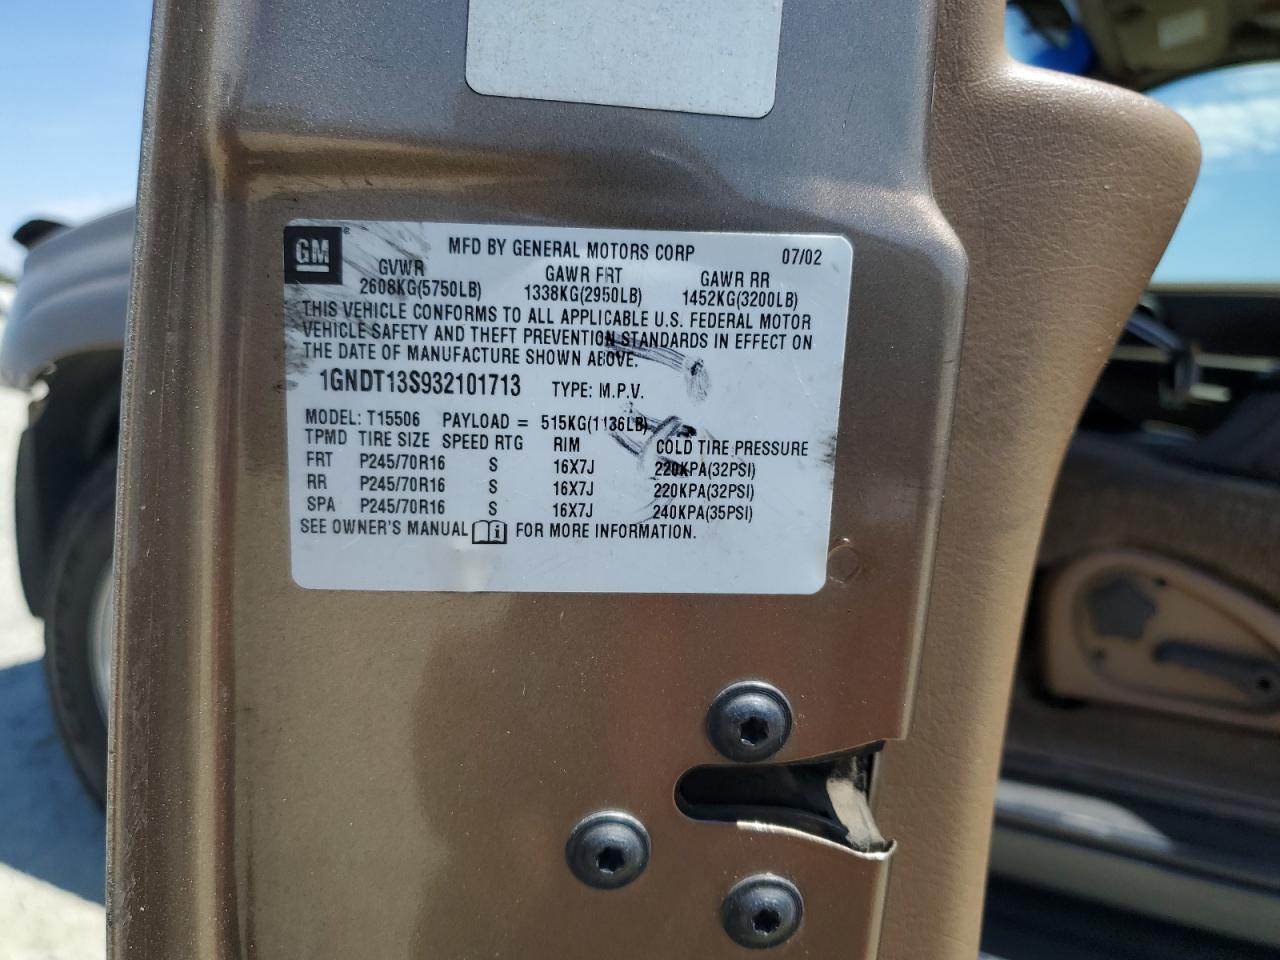 GM ® MFD BY GENERAL MOTORS CORP 07/02
GVWR GAWR FRT GAWR RR
2608KG(5750LB) 1338KG(2950LB) 1452KG(3200LB)
THIS VEHICLE CONFORMS TO ALL APPLICABLE U.S. FEDERAL MOTOR
VEHICLE SAFETY AND THEFT PREVENTION STANDARDS IN EFFECT ON
THE DATE OF MANUFACTURE SHOWN ABOVE.
1GNDT13S932101713 TYPE: M.P.V.
MODEL: T15506 PAYLOAD = 515KG(1136LB)
TPMD TIRE SIZE SPEED RTG RIM COLD TIRE PRESSURE
FRT P245/70R16 S 16X7J 220KPA(32PSI)
RR P245/70R16 S 16X7J 220KPA(32PSI)
SPA P245/70R16 S 16X7J 240KPA(35PSI)
SEE OWNER'S MANUAL i FOR MORE INFORMATION.